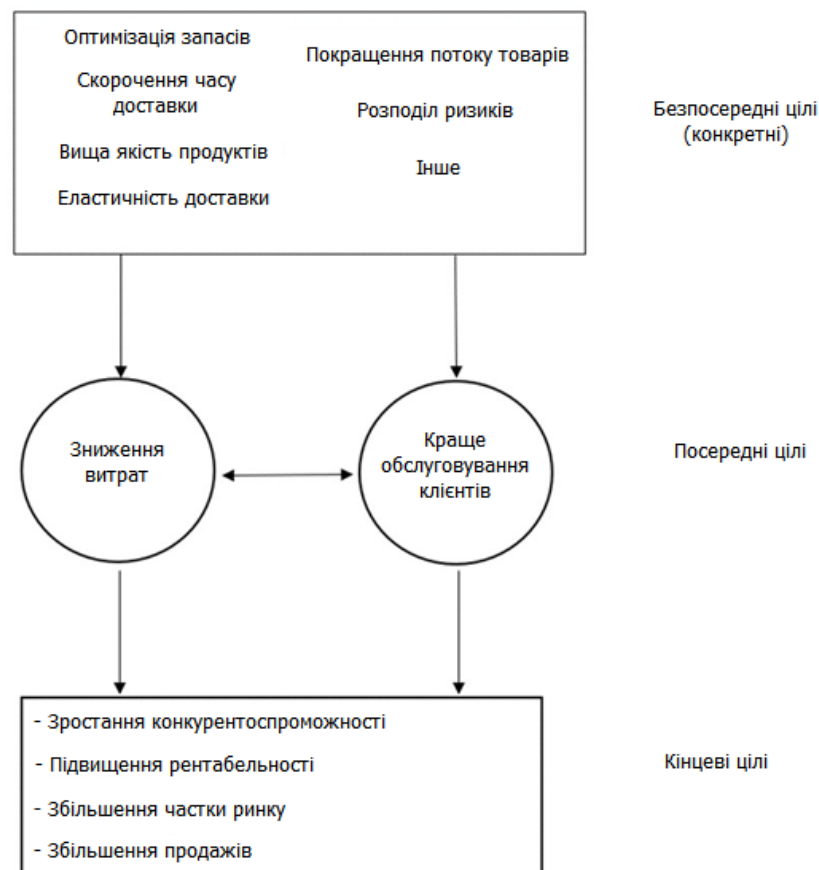 Оптимізація запасів
Скорочення часу
доставки
Вища якість продуктів
Еластичність доставки
Покращення потоку товарів
Розподіл ризиків
Інше
Безпосередні цілі
(конкретні)
Зниження
витрат
Краще
обслуговування
клієнтів
Посередні цілі
- Зростання конкурентоспроможності
- Підвищення рентабельності
- Збільшення частки ринку
- Збільшення продажів
Кінцеві цілі